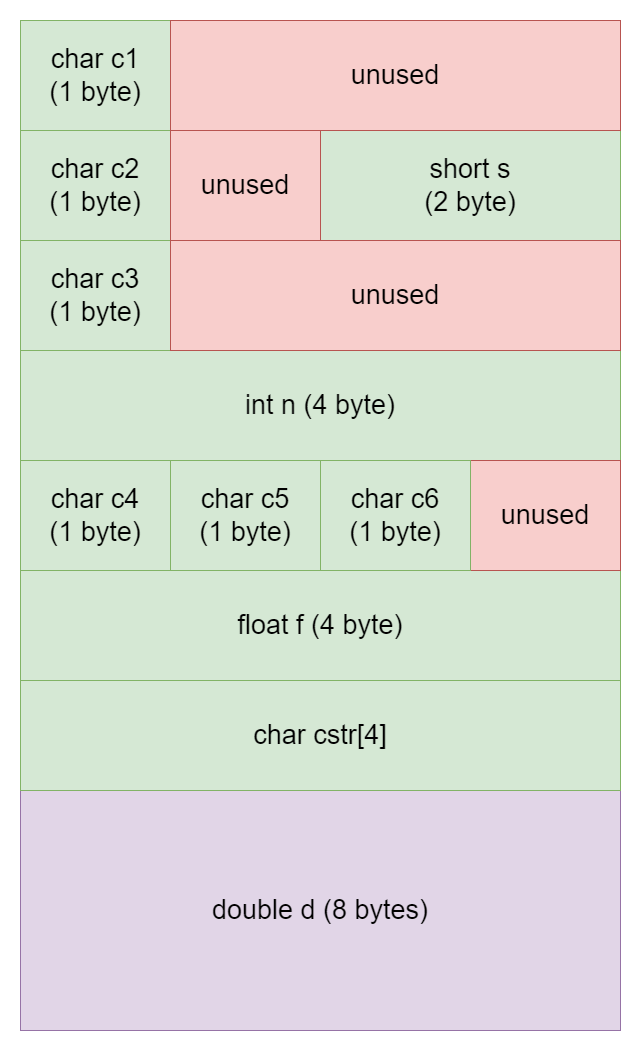 char c1
(1 byte)
unused
char c2
(1 byte)
unused
short s
(2 byte)
char c3
(1 byte)
unused
int n (4 byte)
char c4
(1 byte)
char c5
(1 byte)
char c6
(1 byte)
unused
float f (4 byte)
char cstr[4]
double d (8 bytes)